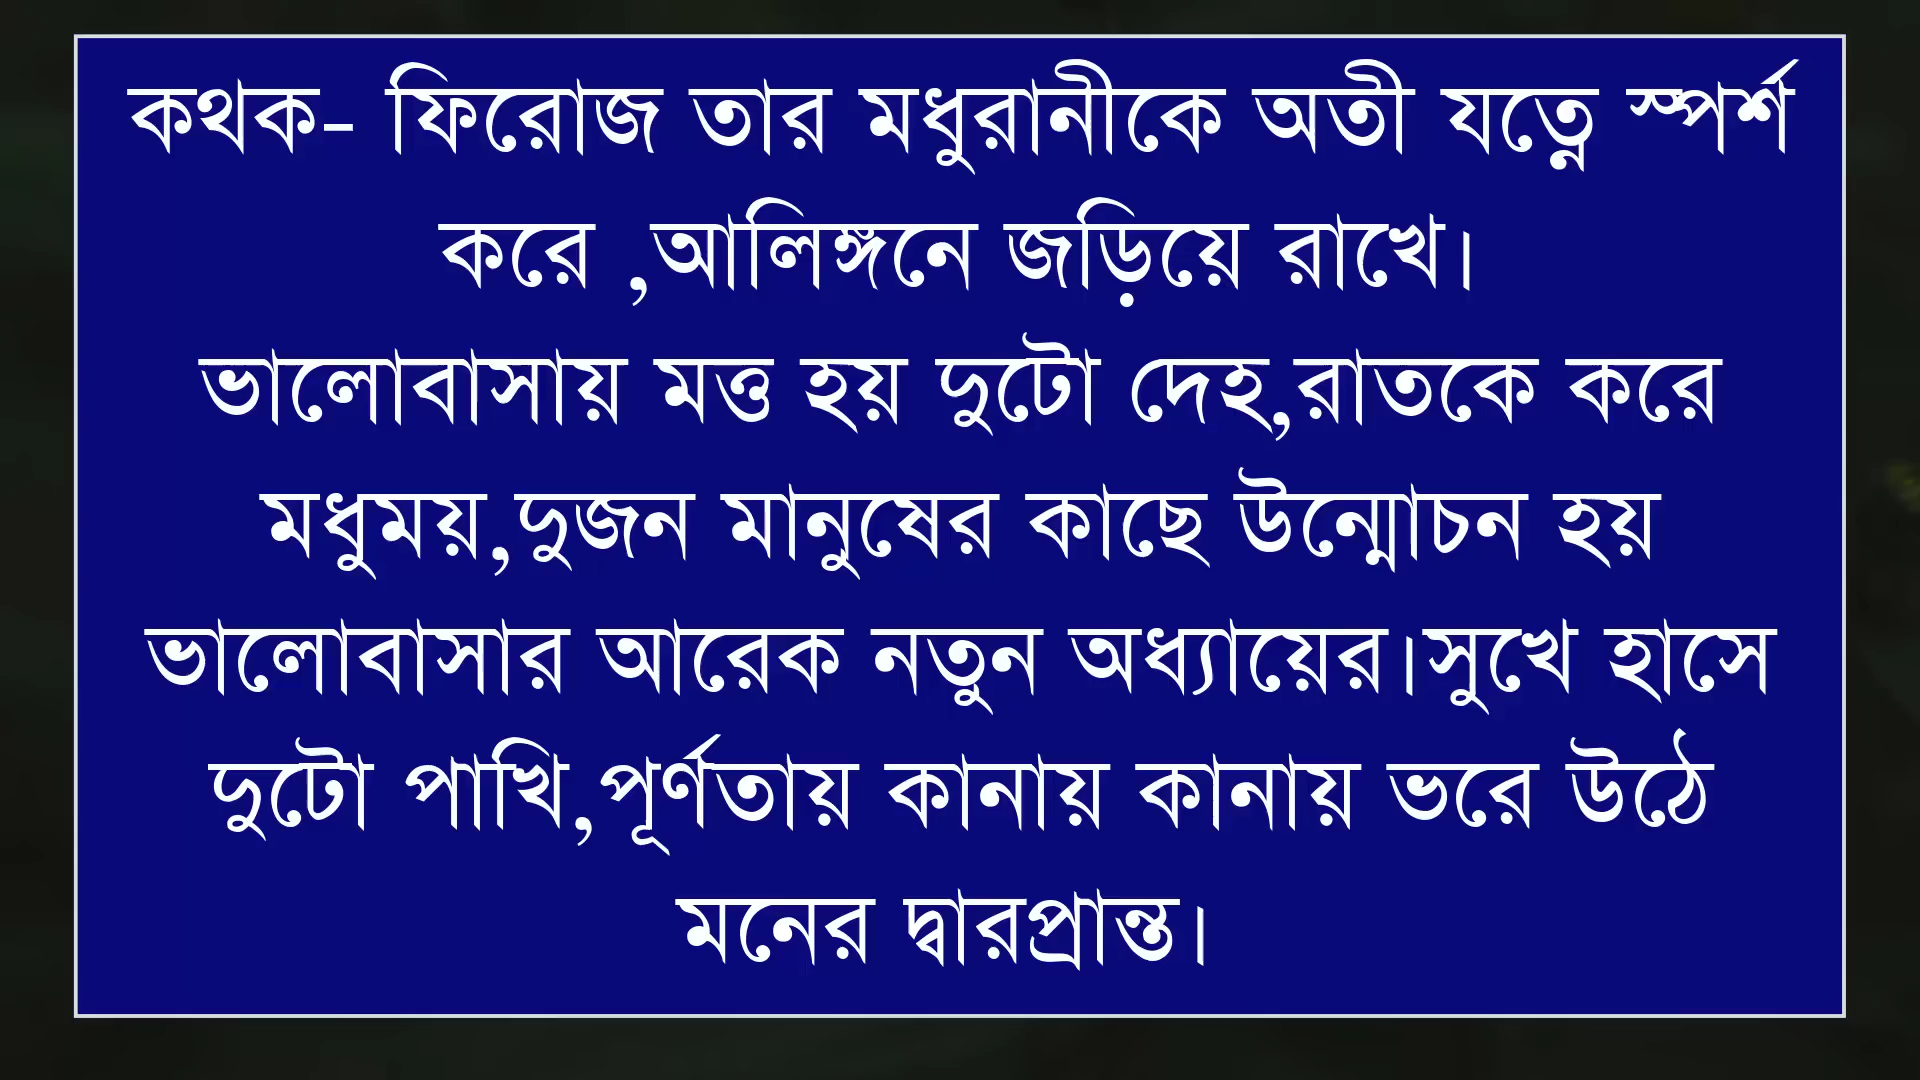 কথক- ফিরোজ তার মধুরানীকে অতী যত্নে স্পর্শ
করে ,আলিঙ্গনে জড়িয়ে রাখে।
ভালোবাসায় মত্ত হয় দুটো দেহ,রাতকে করে
মধুময়,দুজন মানুষের কাছে উন্মোচন হয়
ভালোবাসার আরেক নতুন অধ্যায়ের।সুখে হাসে
দুটো পাখি,পূর্ণতায় কানায় কানায় ভরে উঠে
মনের দ্বারপ্রান্ত।